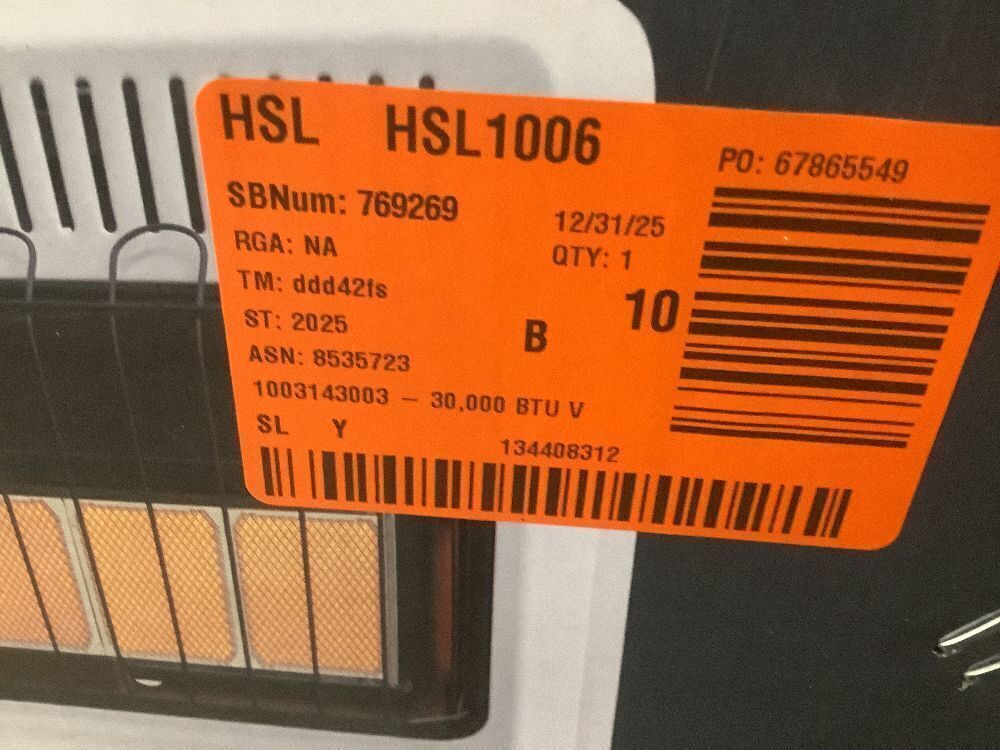 HSL HSL1006
PO: 67865549
SBNum: 769269
12/31/25
RGA: NA
QTY: 1
TM: ddd42fs
10
ST: 2025
B
ASN: 8535723
1003143003 – 30,000 BTU V
SL Y
134408312